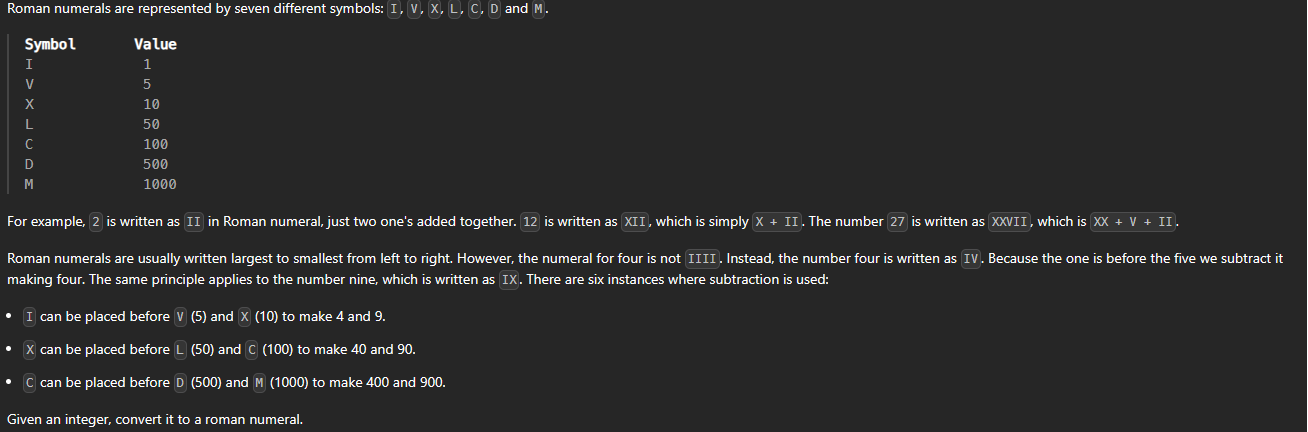 Roman numerals are represented by seven different symbols: I, V, X, L, C, D and M.
Symbol Value
I 1
V 5
X 10
L 50
C 100
D 500
M 1000
For example, 2 is written as II in Roman numeral, just two one's added together. 12 is written as XII, which is simply X + II. The number 27 is written as XXVII, which is XX + V + II.
Roman numerals are usually written largest to smallest from left to right. However, the numeral for four is not IIII. Instead, the number four is written as IV. Because the one is before the five we subtract it
making four. The same principle applies to the number nine, which is written as IX. There are six instances where subtraction is used:
• I can be placed before V (5) and X (10) to make 4 and 9.
• X can be placed before L (50) and C (100) to make 40 and 90.
• C can be placed before D (500) and M (1000) to make 400 and 900.
Given an integer, convert it to a roman numeral.